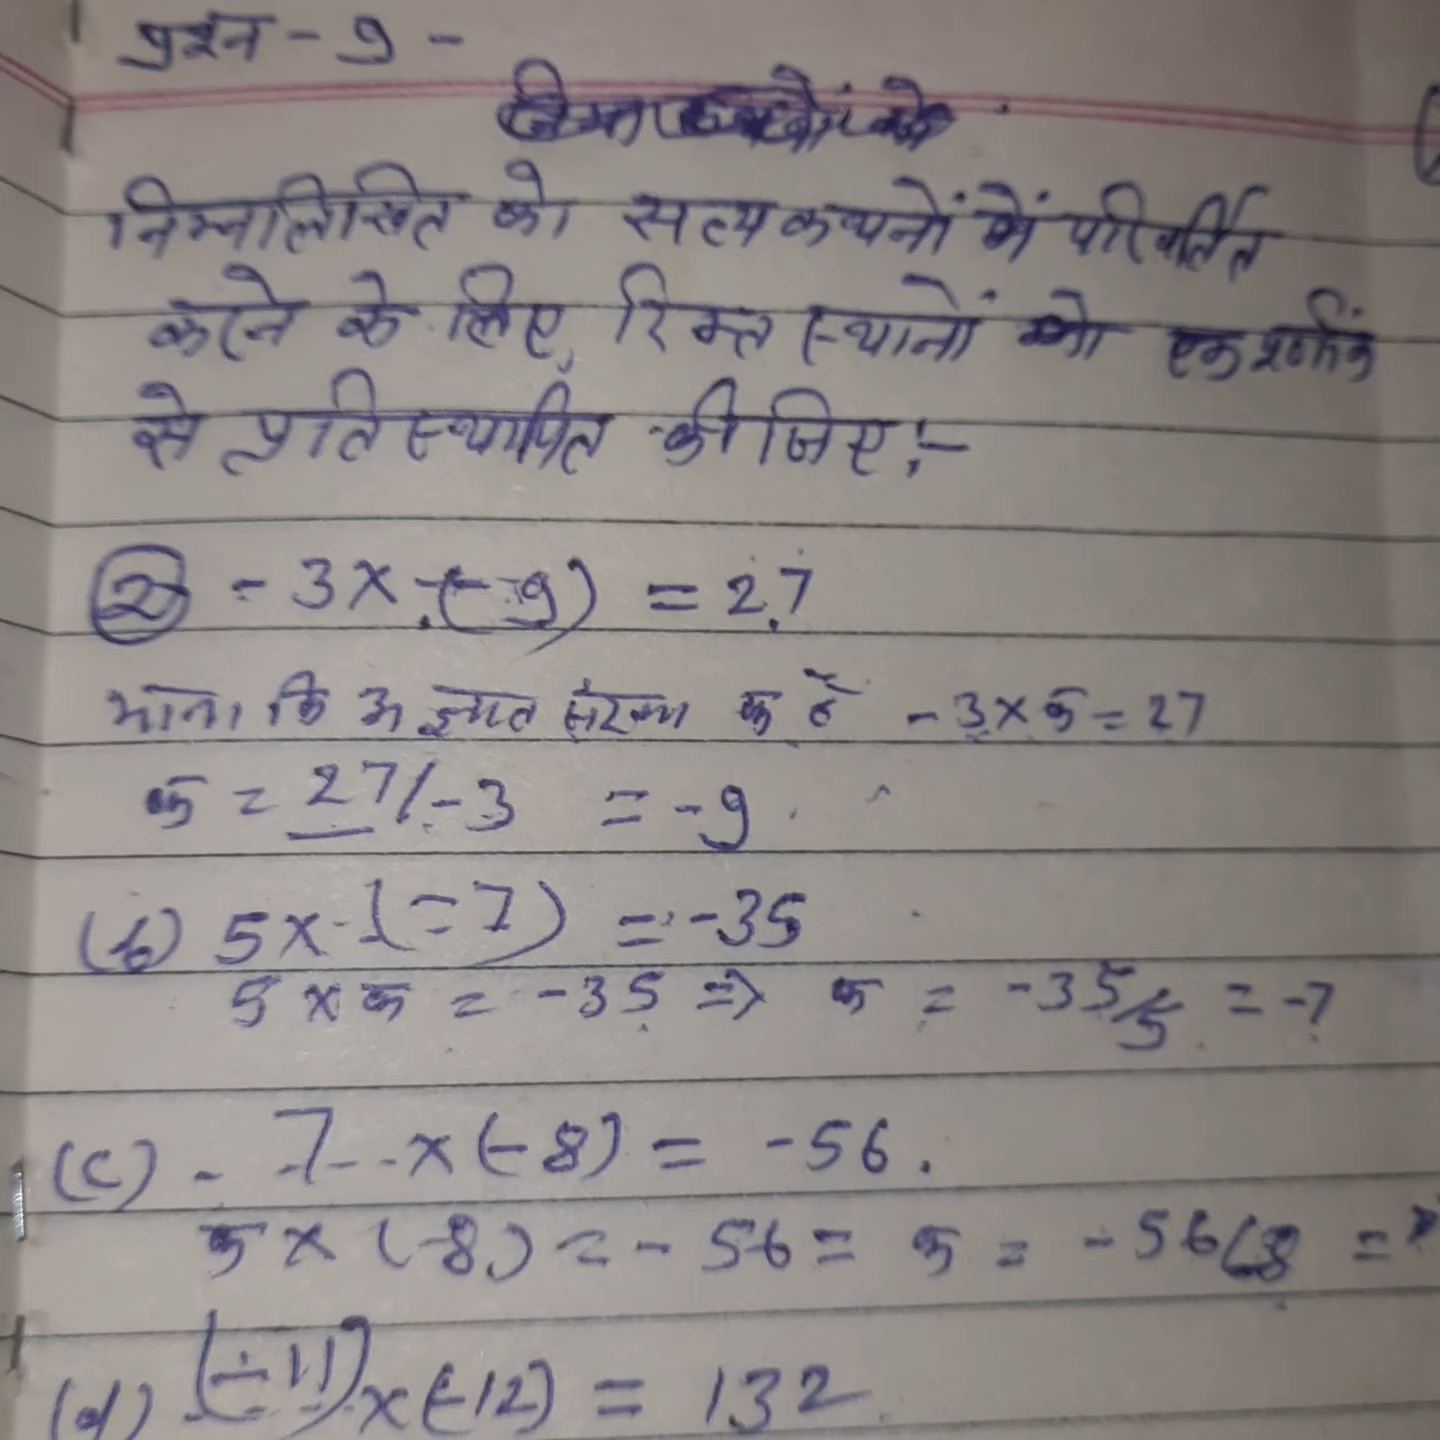 प्रश्न - 9 -
निम्नलिखित को सत्य कथनों में परिवर्तित
करने के लिए, रिक्त स्थानों को एक पूर्णांक
से प्रतिस्थापित कीजिए :-
(a) - 3 × (-9) = 27
माना कि अज्ञात संख्या क है - 3 × क = 27
क = 27/-3 = -9
(b) 5 × (-7) = -35
5 × क = -35 => क = -35/5 = -7
(c) - 7 - - × (-8) = -56.
क × (-8) = - 56 = क = - 56
(d) (-11) × (-12) = 132